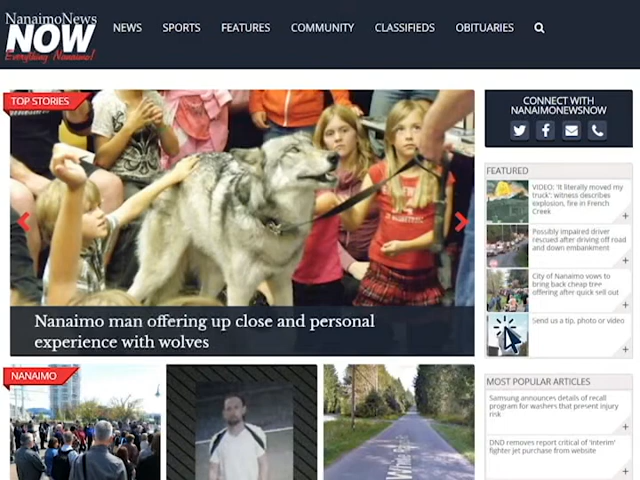 NanaimoNews
NOW
Everything Nanaimo!
NEWS SPORTS FEATURES COMMUNITY CLASSIFIEDS OBITUARIES
TOP STORIES
Nanaimo man offering up close and personal
experience with wolves
CONNECT WITH
NANAIMONEWSNOW
FEATURED
VIDEO: 'It literally moved my
truck': witness describes
explosion, fire in French
Creek
+
Possibly impaired driver
rescued after driving off road
and down embankment
+
City of Nanaimo vows to
bring back cheap tree
offering after quick sell out
+
Send us a tip, photo or video
+
NANAIMO
MOST POPULAR ARTICLES
Samsung announces details of recall
program for washers that present injury
risk
+
DND removes report critical of 'interim'
fighter jet purchase from website
+